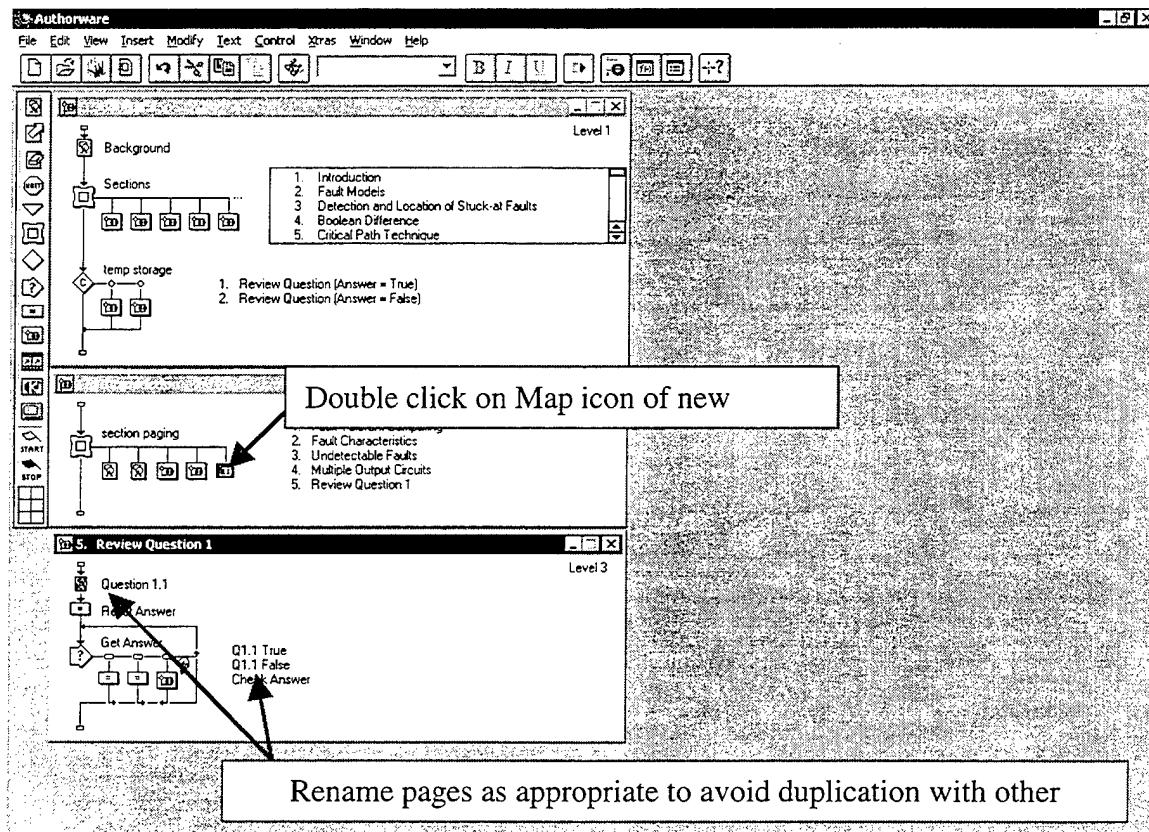 Authorware
File Edit View Insert Modify Text Control Xtras Window Help
B I U
Level 1
Background
Sections
1. Introduction
2. Fault Models
3 Detection and Location of Stuck-at Faults
4. Boolean Difference
5. Critical Path Technique
temp storage
1. Review Question (Answer = True)
2. Review Question (Answer = False)
Double click on Map icon of new
section paging
2. Fault Characteristics
3. Undetectable Faults
4. Multiple Output Circuits
5. Review Question 1
START
STOP
5. Review Question 1
Level 3
Question 1.1
Answer
Get Answer
Q1.1 True
Q1.1 False
Check Answer
Rename pages as appropriate to avoid duplication with other